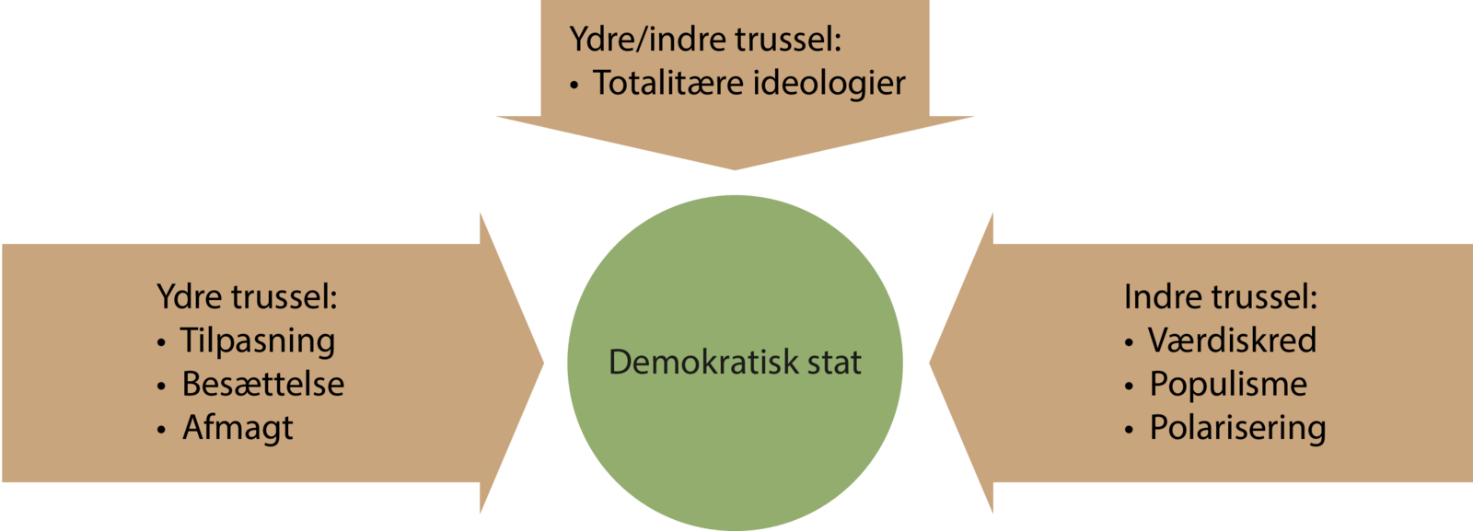 Ydre/indre trussel:
• Totalitære ideologier
Ydre trussel:
• Tilpasning
• Besættelse
• Afmagt
Demokratisk stat
Indre trussel:
• Værdiskred
• Populisme
• Polarisering